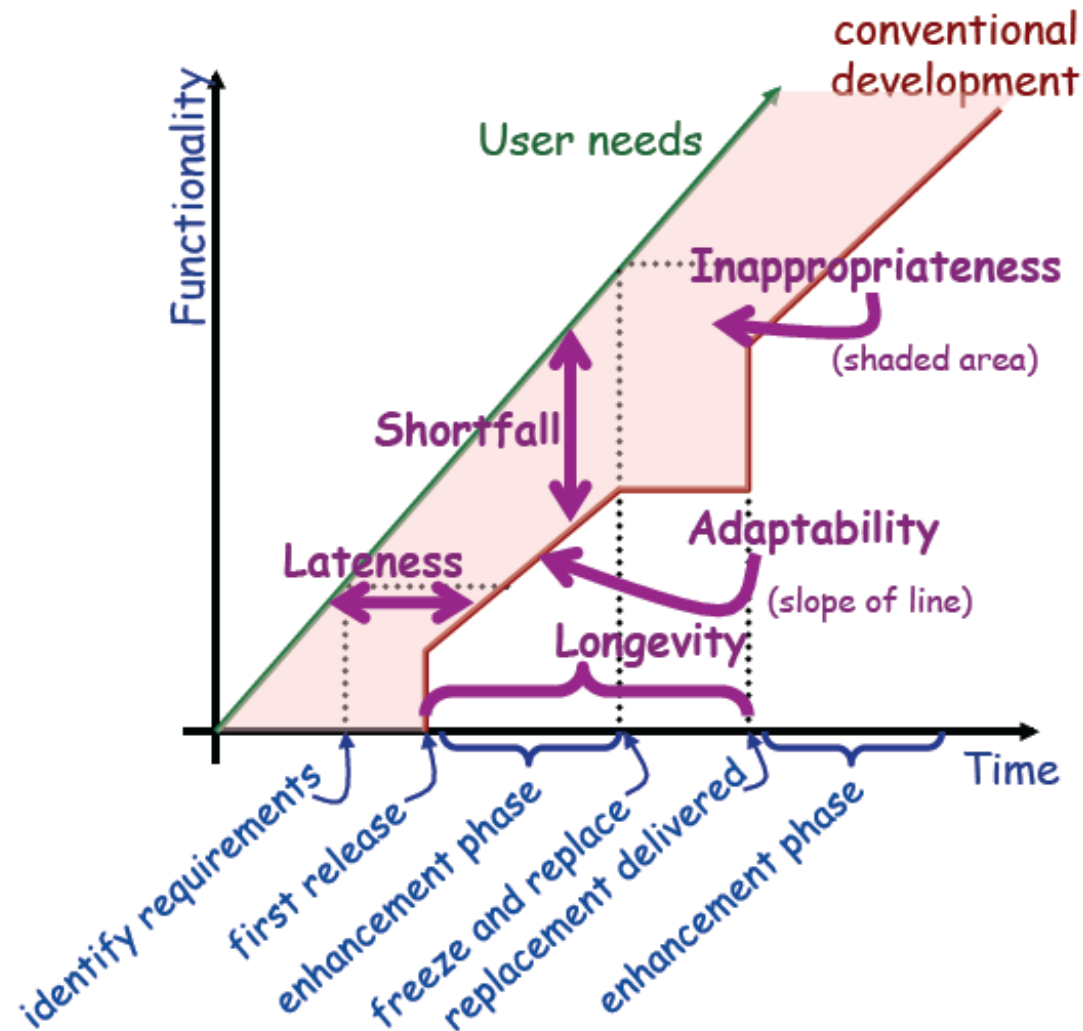 conventional
development
Functionality
User needs
Inappropriateness
(shaded area)
Shortfall
Adaptability
Lateness
(slope of line)
Longevity
Time
identify requirements
first release
enhancement phase
freeze and replace
replacement delivered
enhancement phase